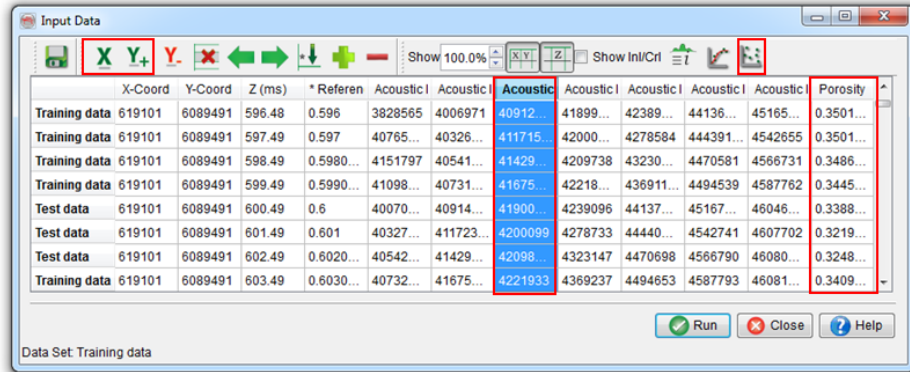 Input Data
X Y+ Y- Show 100.0% X Y Z Show Inl/Crl
X-Coord Y-Coord Z (ms) * Referen Acoustic I Acoustic I Acoustic Acoustic I Acoustic I Acoustic I Acoustic I Porosity
Training data 619101 6089491 596.48 0.596 3828565 4006971 40912... 41899... 42389... 44136... 45165... 0.3501...
Training data 619101 6089491 597.49 0.597 40765... 40326... 411715... 42000... 4278584 444391... 4542655 0.3501...
Training data 619101 6089491 598.49 0.5980... 4151797 40541... 41429... 4209738 43230... 4470581 4566731 0.3486...
Training data 619101 6089491 599.49 0.5990... 41098... 40731... 41675... 42218... 436911... 4494539 4587762 0.3445...
Test data 619101 6089491 600.49 0.6 40070... 40914... 41900... 4239096 44137... 45167... 46046... 0.3388...
Test data 619101 6089491 601.49 0.601 40327... 411723... 4200099 4278733 44440... 4542741 4607702 0.3219...
Test data 619101 6089491 602.49 0.6020... 40542... 41429... 42098... 4323147 4470698 4566790 46080... 0.3248...
Training data 619101 6089491 603.49 0.6030... 40732... 41675... 4221933 4369237 4494653 4587793 46081... 0.3409...
Run Close Help
Data Set: Training data